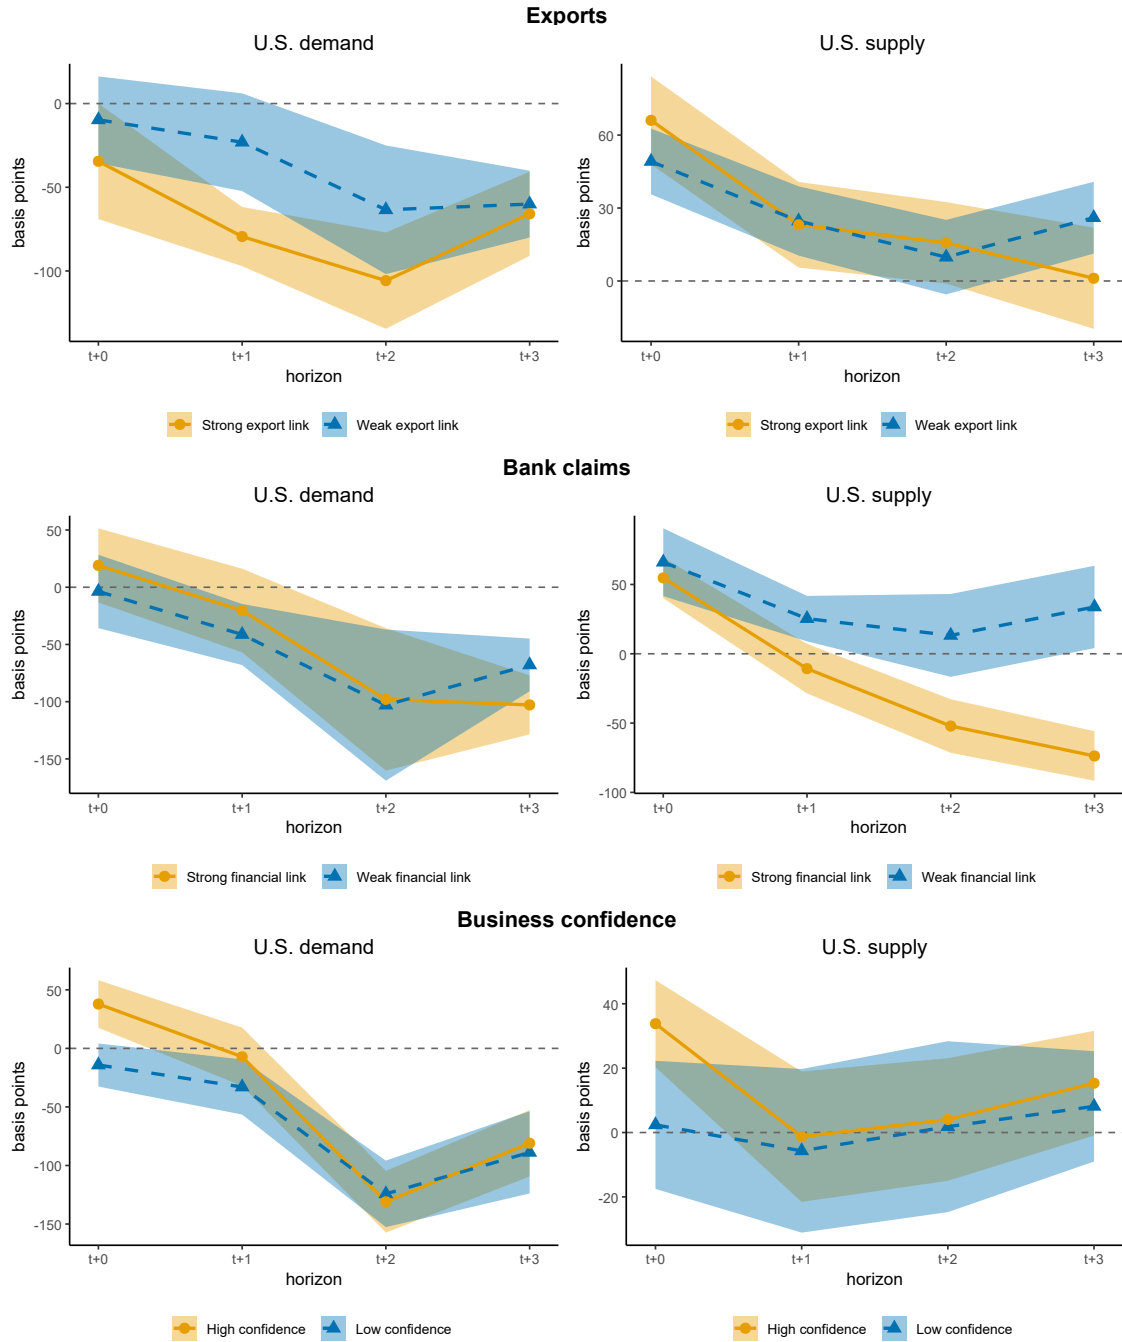 Exports
U.S. demand
U.S. supply
basis points
0
-50
-100
t+0
t+1
t+2
t+3
horizon
basis points
60
30
0
t+0
t+1
t+2
t+3
horizon
Strong export link
Weak export link
Strong export link
Weak export link
Bank claims
U.S. demand
U.S. supply
basis points
50
0
-50
-100
-150
t+0
t+1
t+2
t+3
horizon
basis points
50
0
-50
-100
t+0
t+1
t+2
t+3
horizon
Strong financial link
Weak financial link
Strong financial link
Weak financial link
Business confidence
U.S. demand
U.S. supply
basis points
50
0
-50
-100
-150
t+0
t+1
t+2
t+3
horizon
basis points
40
20
0
-20
t+0
t+1
t+2
t+3
horizon
High confidence
Low confidence
High confidence
Low confidence